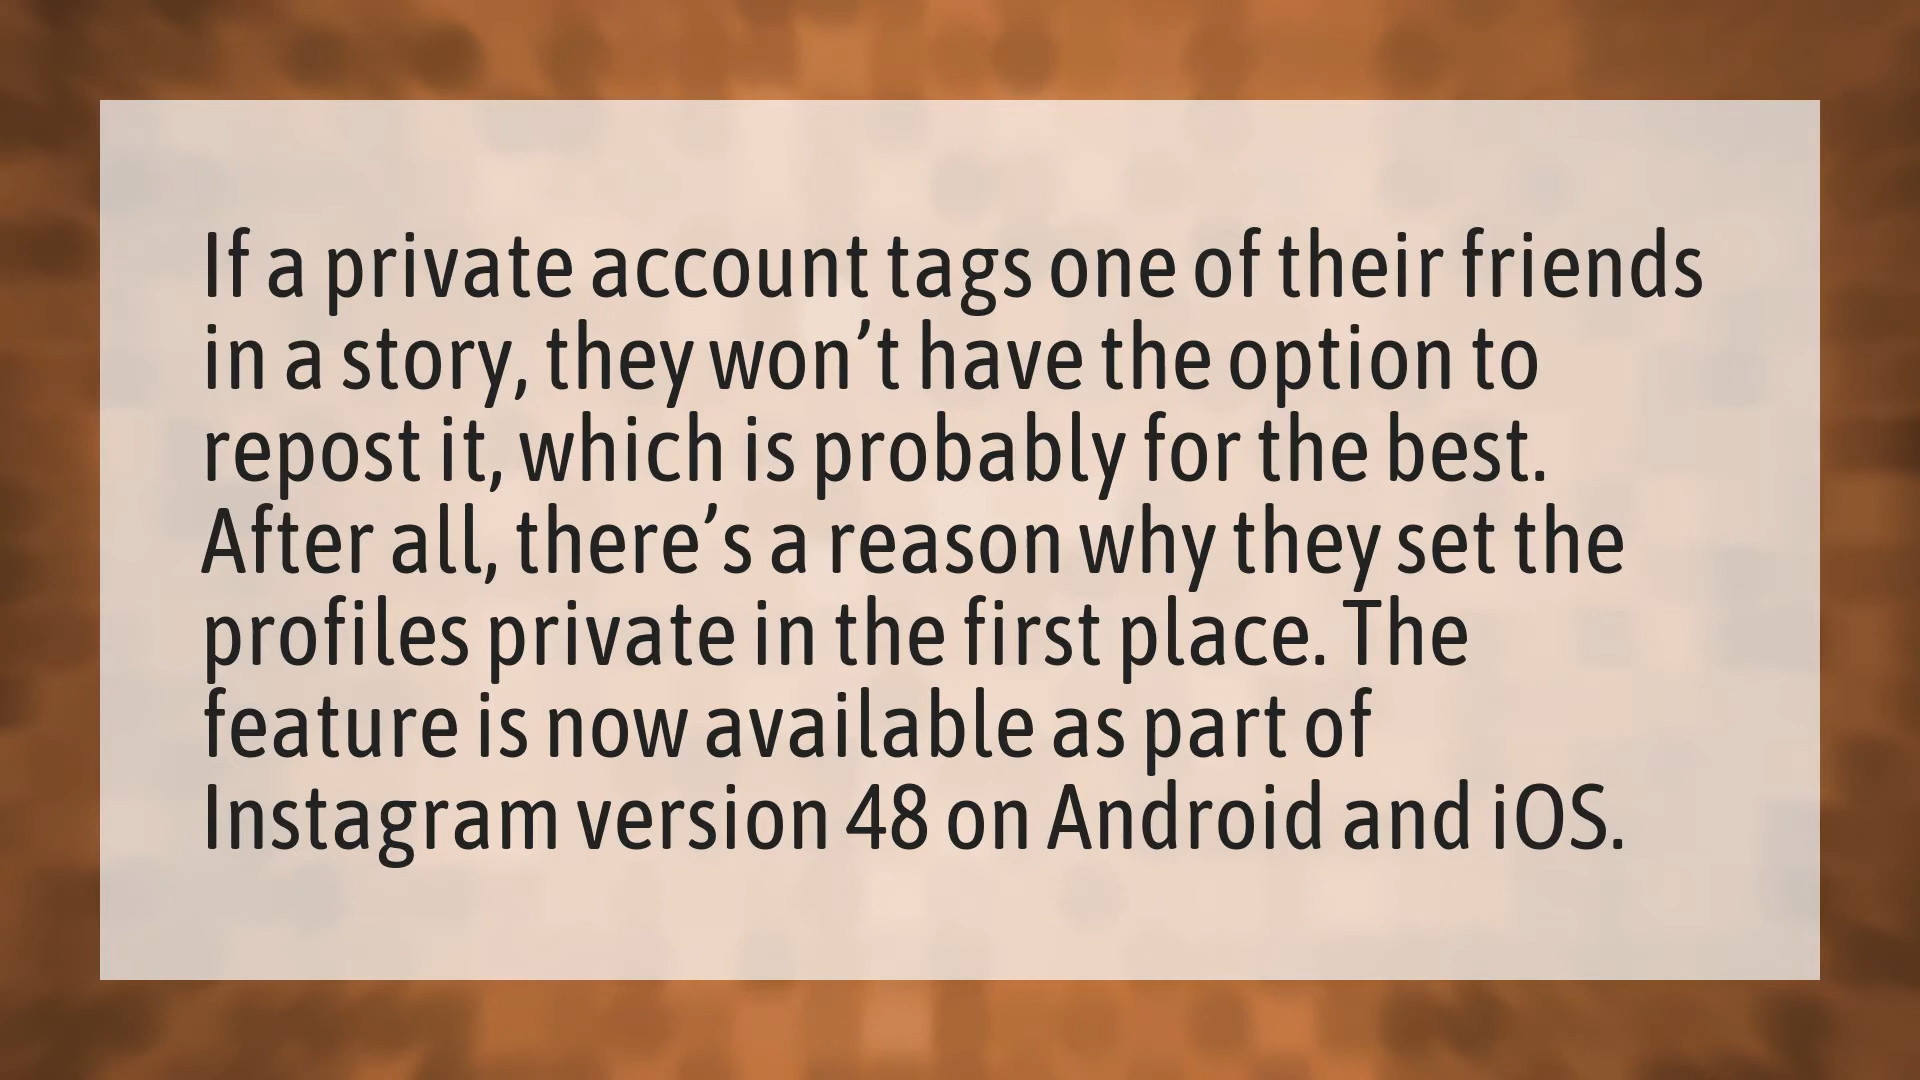 If a private account tags one of their friends
in a story, they won’t have the option to
repost it, which is probably for the best.
After all, there’s a reason why they set the
profiles private in the first place. The
feature is now available as part of
Instagram version 48 on Android and iOS.